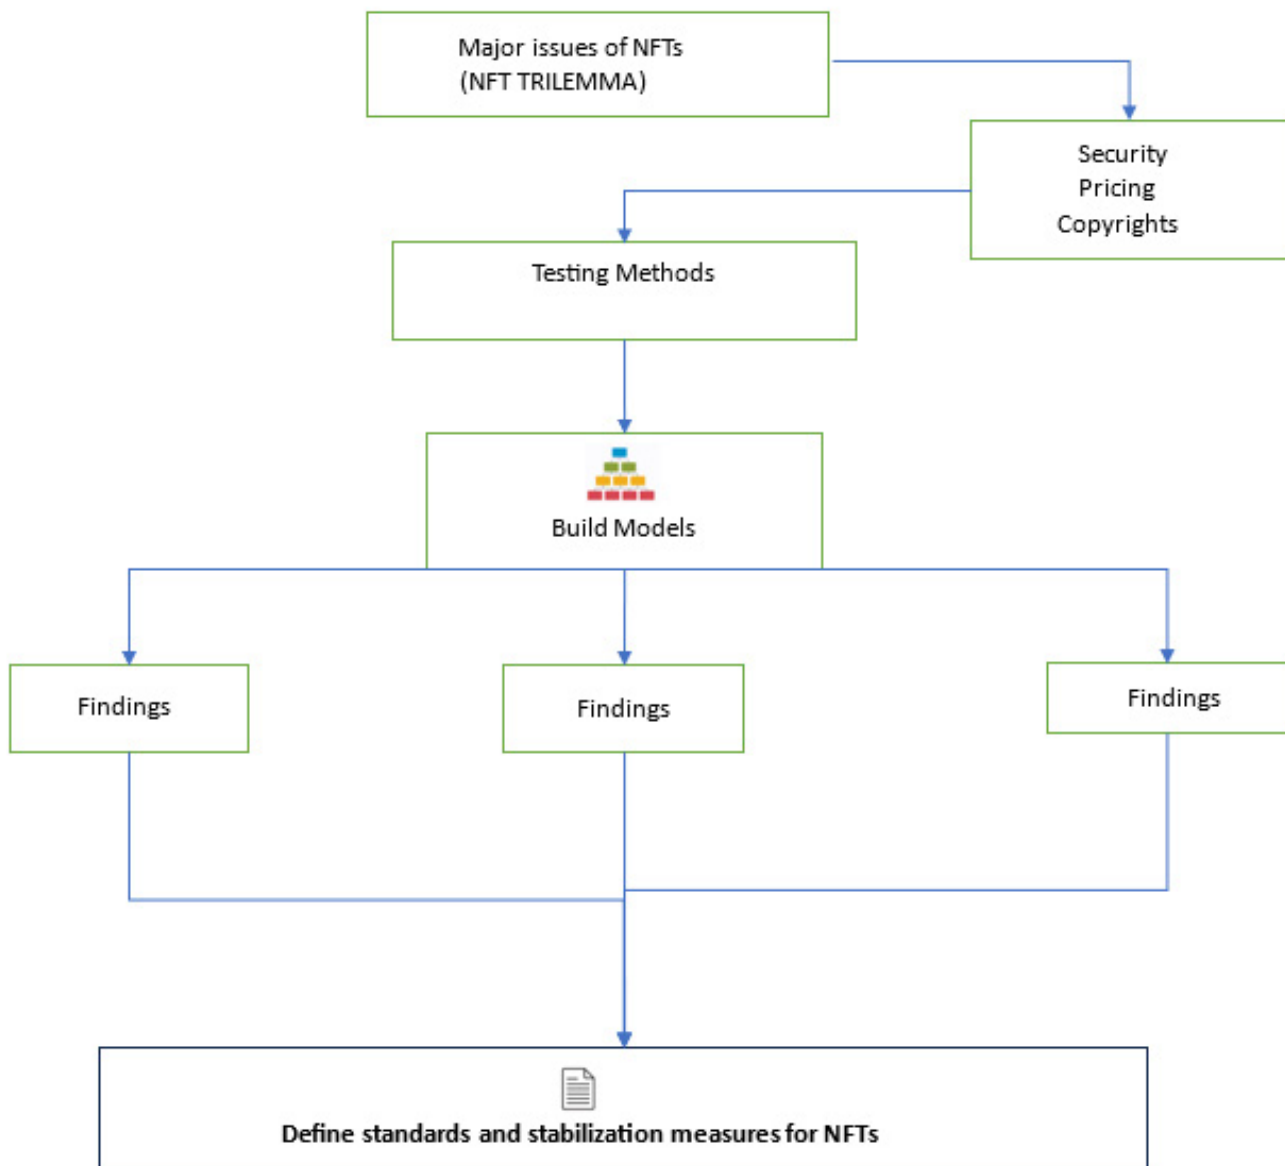 Major issues of NFTs
(NFT TRILEMMA)
Security
Pricing
Copyrights
Testing Methods
Build Models
Findings
Findings
Findings
Define standards and stabilization measures for NFTs